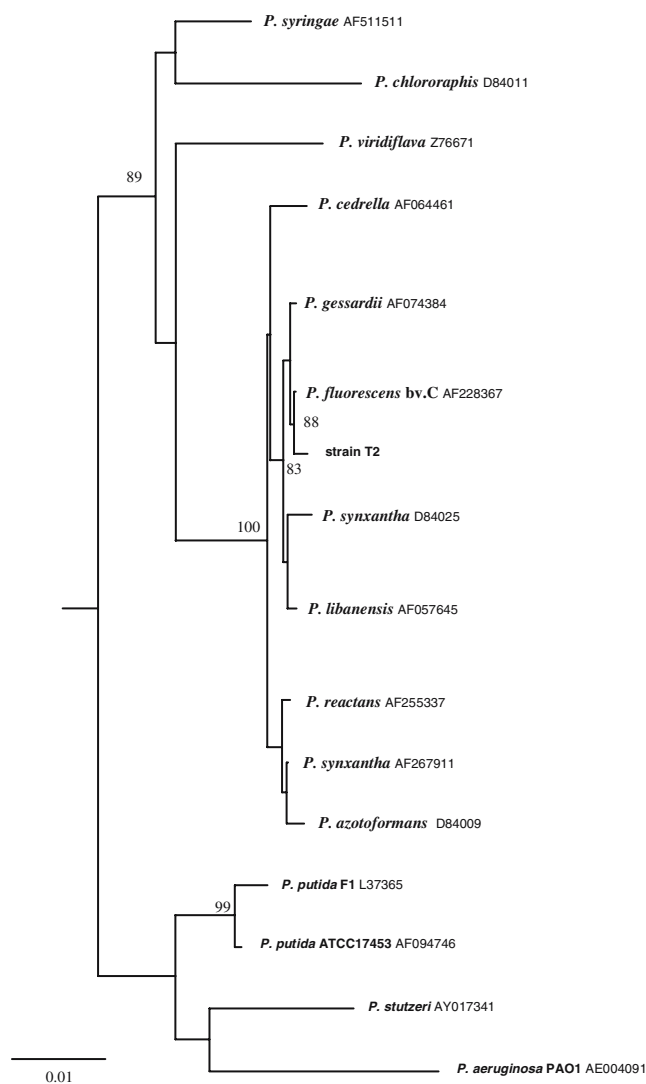 P. syringae AF511511
P. chlororaphis D84011
P. viridiflava Z76671
89
P. cedrella AF064461
P. gessardii AF074384
P. fluorescens bv.C AF228367
88
strain T2
83
P. synxantha D84025
100
P. libanensis AF057645
P. reactans AF255337
P. synxantha AF267911
P. azotoformans D84009
P. putida F1 L37365
99
P. putida ATCC17453 AF094746
P. stutzeri AY017341
P. aeruginosa PAO1 AE004091
0.01